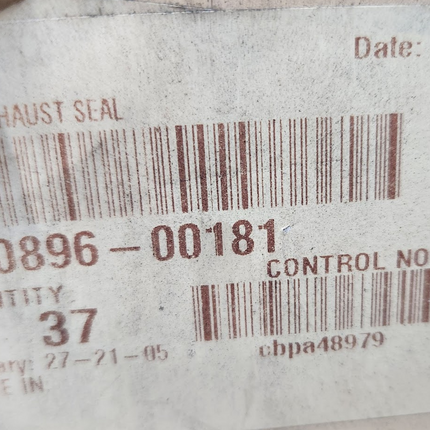 Date:
HAUST SEAL
0896-00181
CONTROL NO
TITY
37
ary: 27-21-05
cbpa48979
E IN